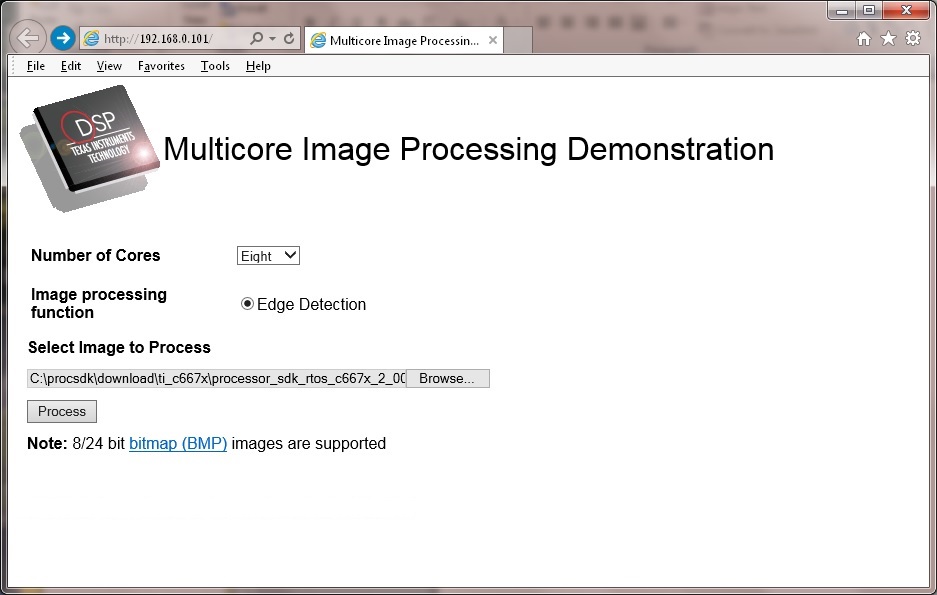 http://192.168.0.101/
Multicore Image Processin...
File Edit View Favorites Tools Help
DSP
TEXAS INSTRUMENTS
TECHNOLOGY
Multicore Image Processing Demonstration
Number of Cores
Eight
Image processing
function
Edge Detection
Select Image to Process
C:\procsdk\download\ti_c667x\processor_sdk_rtos_c667x_2_00
Browse...
Process
Note: 8/24 bit bitmap (BMP) images are supported